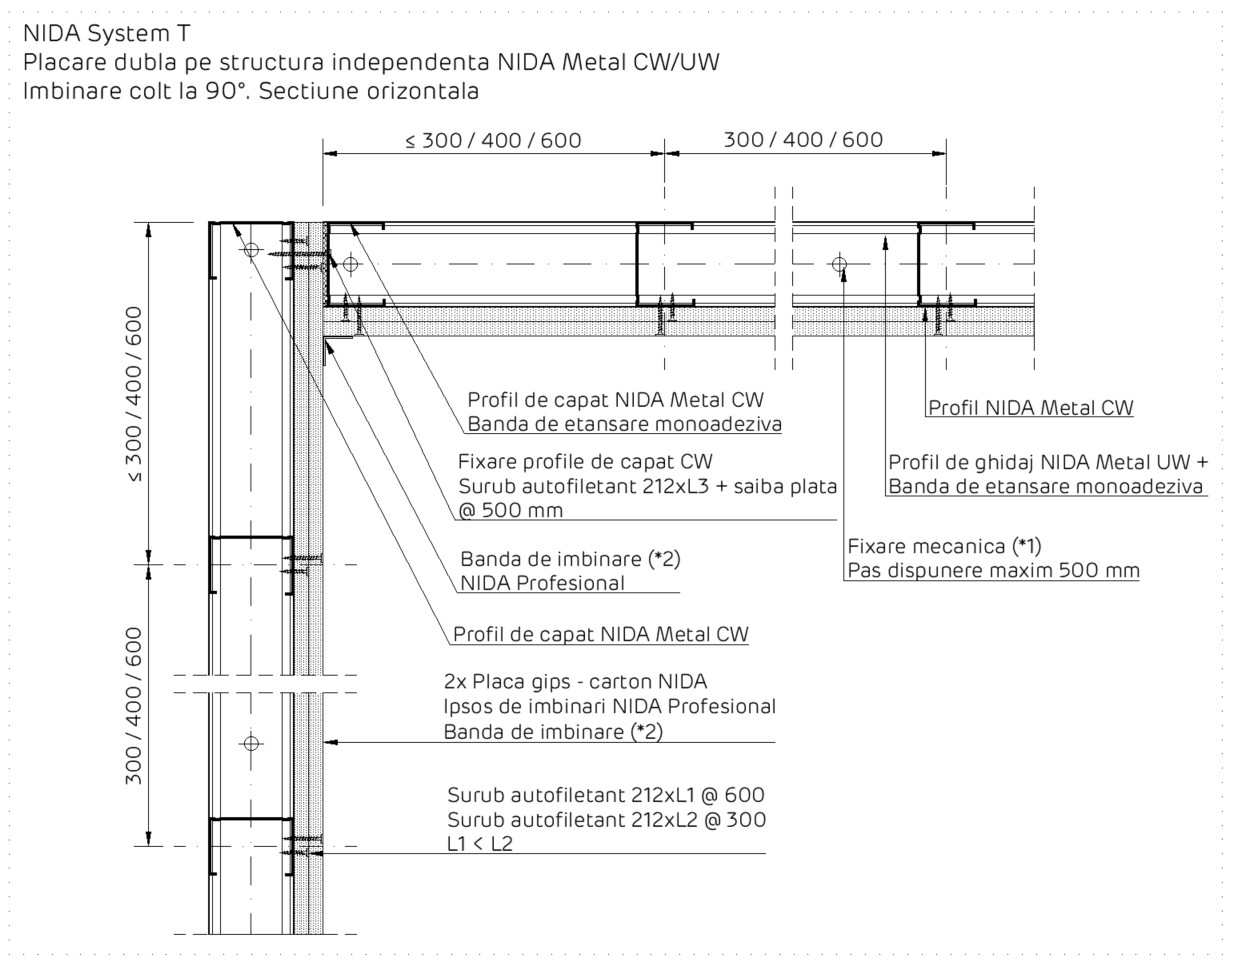 NIDA System T
Placare dubla pe structura independenta NIDA Metal CW/UW
Imbinare colt la 90°. Sectiune orizontala
≤ 300 / 400 / 600
300 / 400 / 600
≤ 300 / 400 / 600
300 / 400 / 600
Profil de capat NIDA Metal CW
Banda de etansare monoadeziva
Profil NIDA Metal CW
Fixare profile de capat CW
Surub autofiletant 212xL3 + saiba plata
@ 500 mm
Profil de ghidaj NIDA Metal UW +
Banda de etansare monoadeziva
Fixare mecanica (*1)
Pas dispunere maxim 500 mm
Banda de imbinare (*2)
NIDA Profesional
Profil de capat NIDA Metal CW
2x Placa gips - carton NIDA
Ipsos de imbinari NIDA Profesional
Banda de imbinare (*2)
Surub autofiletant 212xL1 @ 600
Surub autofiletant 212xL2 @ 300
L1 < L2